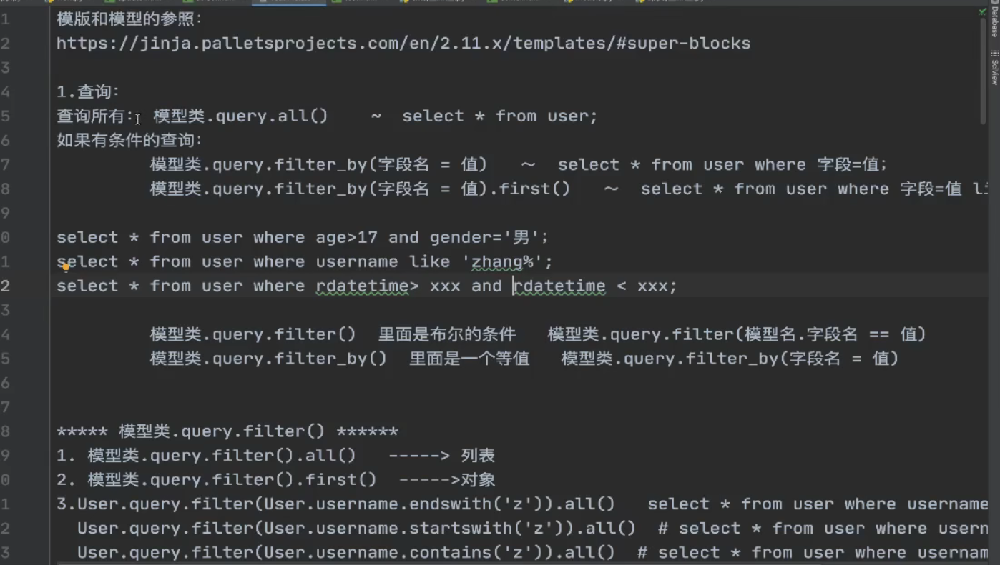 模版和模型的参照:
https://jinja.palletsprojects.com/en/2.11.x/templates/#super-blocks
1.查询:
查询所有: 模型类.query.all() ~ select * from user;
如果有条件的查询:
模型类.query.filter_by(字段名 = 值) ~ select * from user where 字段=值;
模型类.query.filter_by(字段名 = 值).first() ~ select * from user where 字段=值
select * from user where age>17 and gender='男';
select * from user where username like 'zhang%';
select * from user where rdatetime> xxx and rdatetime < xxx;
模型类.query.filter() 里面是布尔的条件 模型类.query.filter(模型名.字段名 == 值)
模型类.query.filter_by() 里面是一个等值 模型类.query.filter_by(字段名 = 值)
***** 模型类.query.filter() ******
1. 模型类.query.filter().all() -----> 列表
2. 模型类.query.filter().first() ----->对象
3.User.query.filter(User.username.endswith('z')).all() select * from user where username
User.query.filter(User.username.startswith('z')).all() # select * from user where
User.query.filter(User.username.contains('z')).all() # select * from user where
Database
SciView